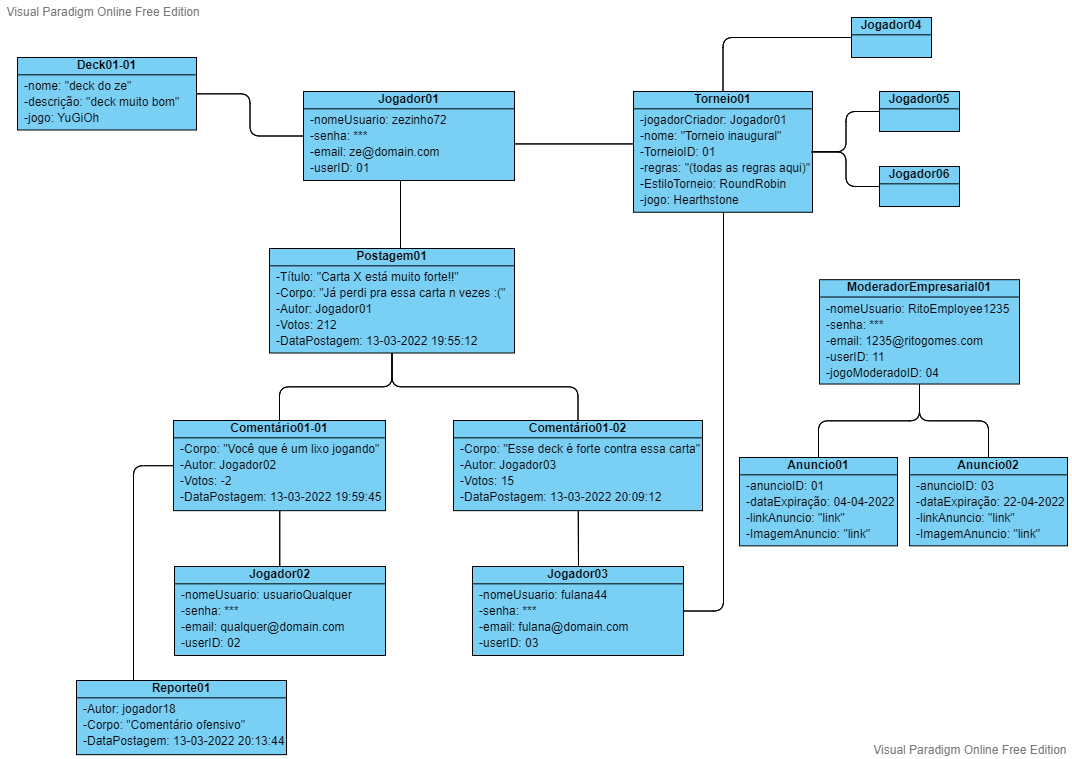 Visual Paradigm Online Free Edition
Jogador04
Deck01-01
-nome: "deck do ze"
-descrição: "deck muito bom"
-jogo: YuGiOh
Jogador01
-nomeUsuario: zezinho72
-senha: ***
-email: ze@domain.com
-userID: 01
Torneio01
-jogadorCriador: Jogador01
-nome: "Torneio inaugural"
-TorneioID: 01
-regras: "(todas as regras aqui)"
-EstiloTorneio: RoundRobin
-jogo: Hearthstone
Jogador05
Jogador06
Postagem01
-Título: "Carta X está muito forte!!"
-Corpo: "Já perdi pra essa carta n vezes :("
-Autor: Jogador01
-Votos: 212
-DataPostagem: 13-03-2022 19:55:12
ModeradorEmpresarial01
-nomeUsuario: RitoEmployee1235
-senha: ***
-email: 1235@ritogomes.com
-userID: 11
-jogoModeradoID: 04
Comentário01-01
-Corpo: "Você que é um lixo jogando"
-Autor: Jogador02
-Votos: -2
-DataPostagem: 13-03-2022 19:59:45
Comentário01-02
-Corpo: "Esse deck é forte contra essa carta"
-Autor: Jogador03
-Votos: 15
-DataPostagem: 13-03-2022 20:09:12
Anuncio01
-anuncioID: 01
-dataExpiração: 04-04-2022
-linkAnuncio: "link"
-ImagemAnuncio: "link"
Anuncio02
-anuncioID: 03
-dataExpiração: 22-04-2022
-linkAnuncio: "link"
-ImagemAnuncio: "link"
Jogador02
-nomeUsuario: usuarioQualquer
-senha: ***
-email: qualquer@domain.com
-userID: 02
Jogador03
-nomeUsuario: fulana44
-senha: ***
-email: fulana@domain.com
-userID: 03
Reporte01
-Autor: jogador18
-Corpo: "Comentário ofensivo"
-DataPostagem: 13-03-2022 20:13:44
Visual Paradigm Online Free Edition